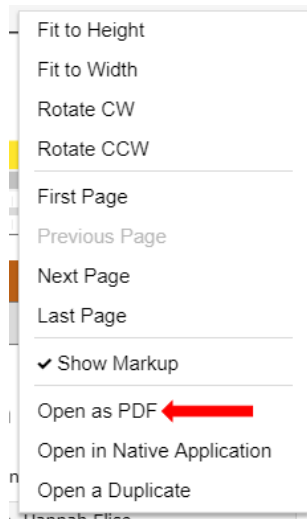 Fit to Height
Fit to Width
Rotate CW
Rotate CCW
First Page
Previous Page
Next Page
Last Page
✔ Show Markup
Open as PDF
Open in Native Application
Open a Duplicate